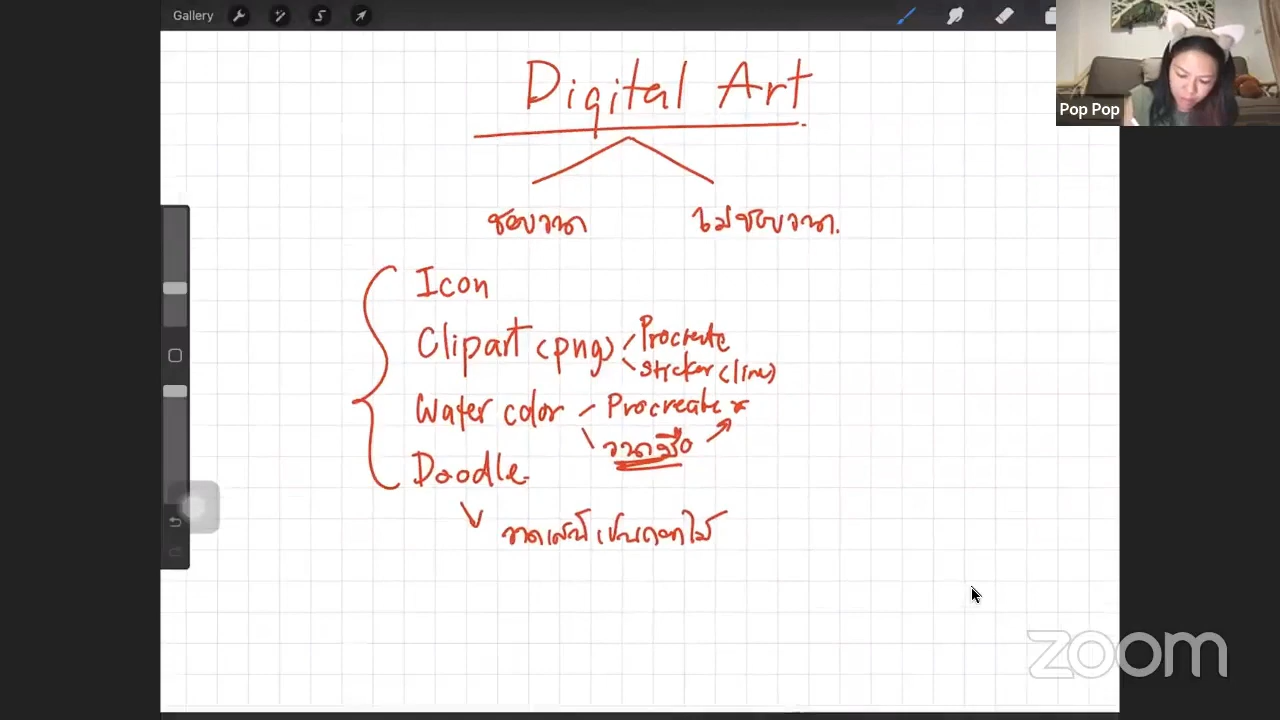 Gallery
Pop Pop
Digital Art
ชอบวาด
ไม่ชอบวาด.
Icon
Clipart (png)
Procreate
Sticker (line)
Water color
Procreate *
วาดมือ
Doodle.
วาดเส้น เป็นดอกไม้
zoom